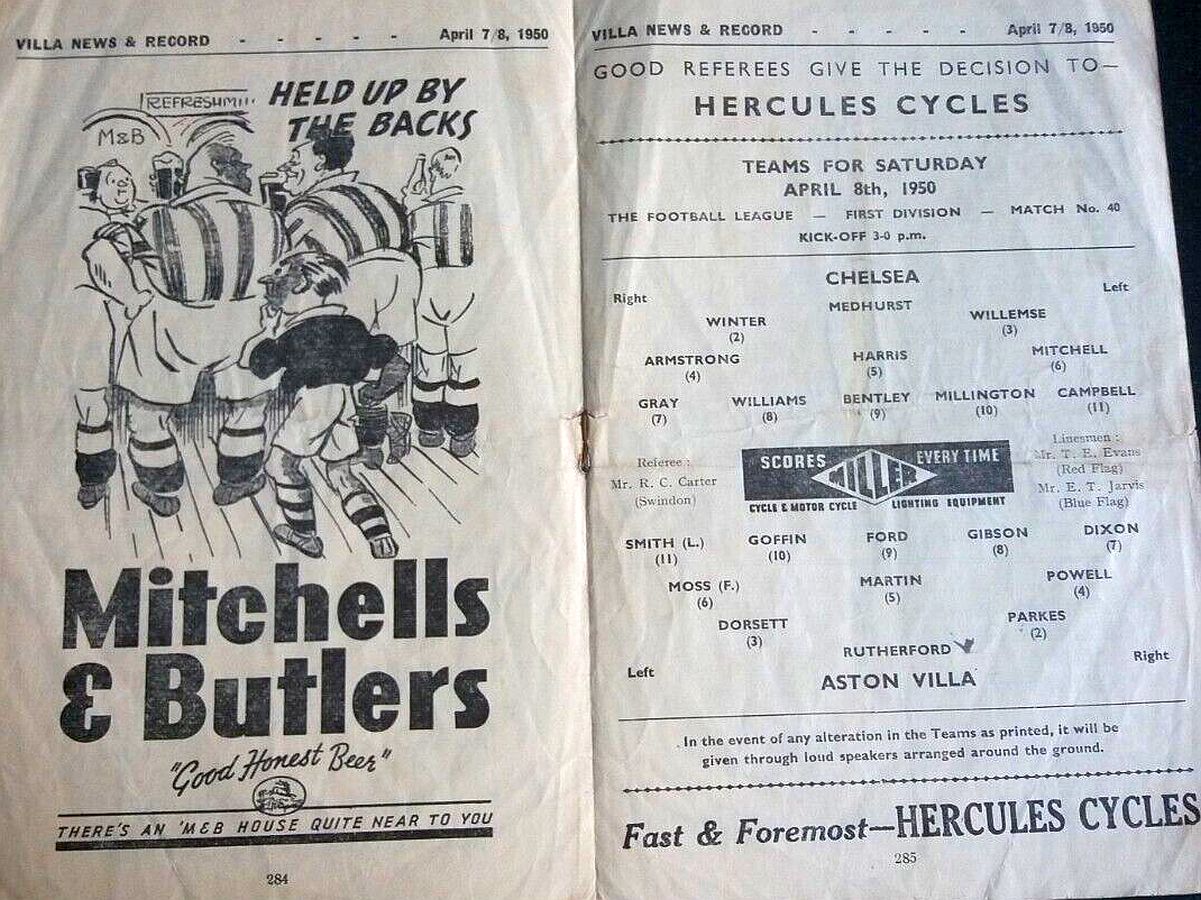 VILLA NEWS & RECORD - - - - - April 7/8, 1950
REFRESHM
HELD UP BY
THE BACKS
M&B
Mitchells
& Butlers
"Good Honest Beer"
THERE'S AN 'M&B HOUSE QUITE NEAR TO YOU
284
VILLA NEWS & RECORD - - - - - April 7/8, 1950
GOOD REFEREES GIVE THE DECISION TO—
HERCULES CYCLES
TEAMS FOR SATURDAY
APRIL 8th, 1950
THE FOOTBALL LEAGUE — FIRST DIVISION — MATCH No. 40
KICK-OFF 3-0 p.m.
CHELSEA
Right Left
MEDHURST
WINTER WILLEMSE
(2) (3)
ARMSTRONG HARRIS MITCHELL
(4) (5) (6)
GRAY WILLIAMS BENTLEY MILLINGTON CAMPBELL
(7) (8) (9) (10) (11)
Referee :
Mr. R. C. Carter
(Swindon)
SCORES MILLER EVERY TIME
CYCLE & MOTOR CYCLE LIGHTING EQUIPMENT
Linesmen :
Mr. T. E. Evans
(Red Flag)
Mr. E. T. Jarvis
(Blue Flag)
SMITH (L.) GOFFIN FORD GIBSON DIXON
(11) (10) (9) (8) (7)
MOSS (F.) MARTIN POWELL
(6) (5) (4)
DORSETT PARKES
(3) (2)
RUTHERFORD
Left Right
ASTON VILLA
In the event of any alteration in the Teams as printed, it will be
given through loud speakers arranged around the ground.
Fast & Foremost—HERCULES CYCLES
285